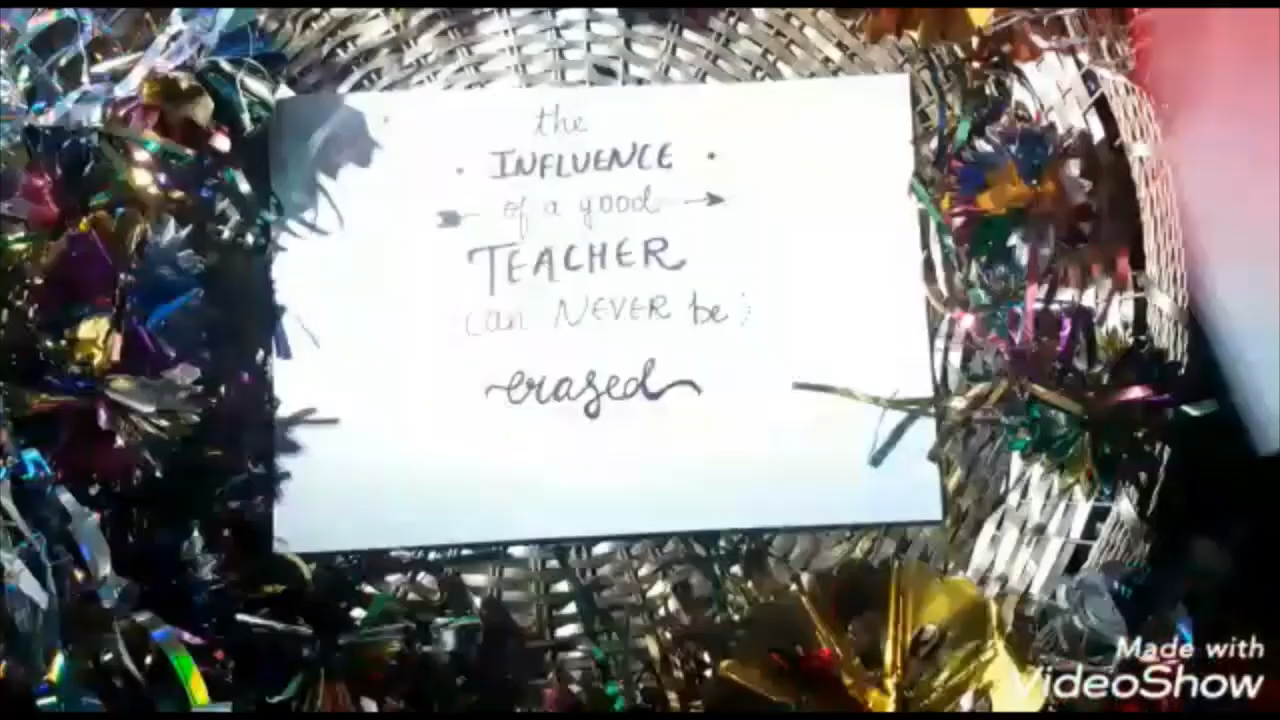 the
INFLUENCE
of a good
TEACHER
can NEVER be
erased
Made with
VideoShow